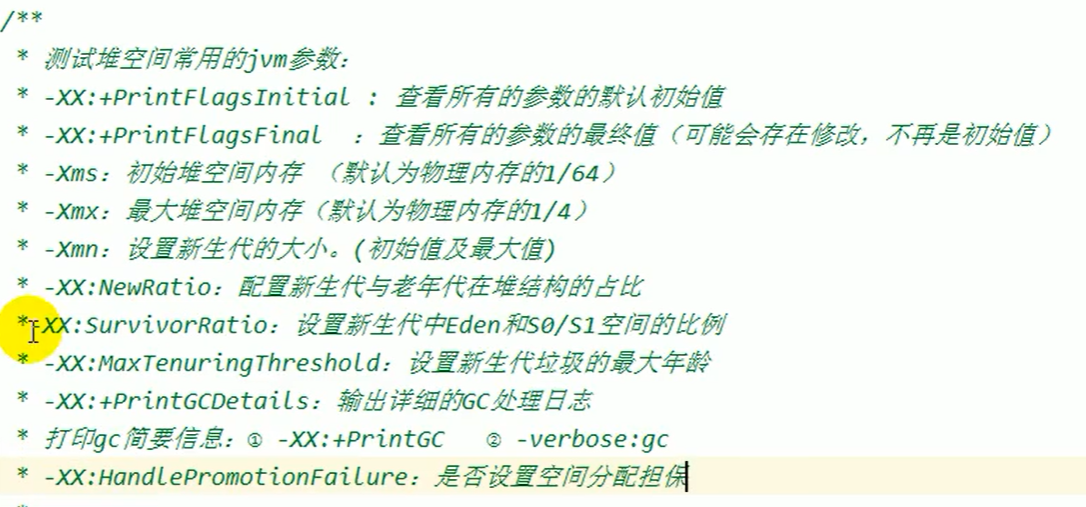 /**
* 测试堆空间常用的jvm参数：
* -XX:+PrintFlagsInitial : 查看所有的参数的默认初始值
* -XX:+PrintFlagsFinal  ：查看所有的参数的最终值（可能会存在修改，不再是初始值）
* -Xms：初始堆空间内存 （默认为物理内存的1/64）
* -Xmx：最大堆空间内存（默认为物理内存的1/4）
* -Xmn：设置新生代的大小。(初始值及最大值)
* -XX:NewRatio：配置新生代与老年代在堆结构的占比
* -XX:SurvivorRatio：设置新生代中Eden和S0/S1空间的比例
* -XX:MaxTenuringThreshold：设置新生代垃圾的最大年龄
* -XX:+PrintGCDetails：输出详细的GC处理日志
* 打印gc简要信息：① -XX:+PrintGC   ② -verbose:gc
* -XX:HandlePromotionFailure：是否设置空间分配担保
*